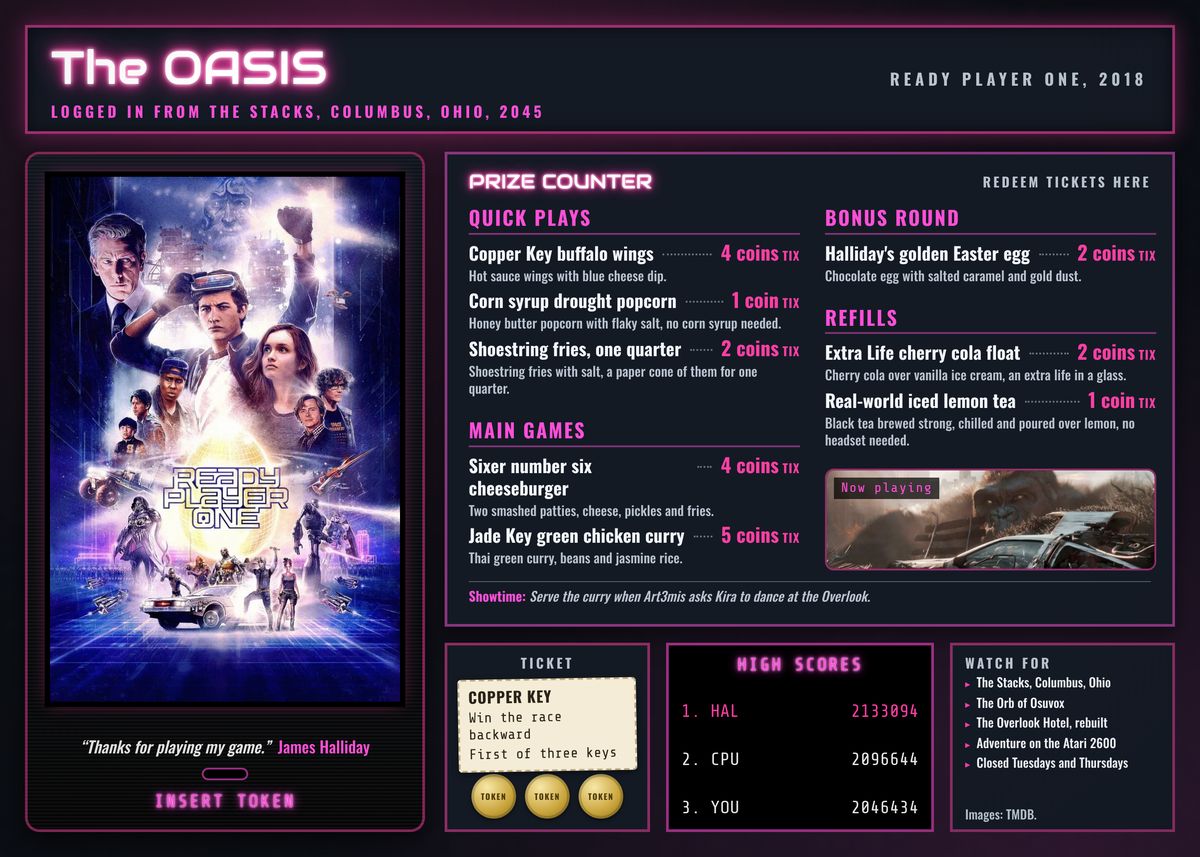 The OASIS
LOGGED IN FROM THE STACKS, COLUMBUS, OHIO, 2045
READY PLAYER ONE, 2018
READY
PLAYER
ONE
“Thanks for playing my game.” James Halliday
INSERT TOKEN
PRIZE COUNTER
REDEEM TICKETS HERE
QUICK PLAYS
Copper Key buffalo wings 4 coins TIX
Hot sauce wings with blue cheese dip.
Corn syrup drought popcorn 1 coin TIX
Honey butter popcorn with flaky salt, no corn syrup needed.
Shoestring fries, one quarter 2 coins TIX
Shoestring fries with salt, a paper cone of them for one
quarter.
MAIN GAMES
Sixer number six 4 coins TIX
cheeseburger
Two smashed patties, cheese, pickles and fries.
Jade Key green chicken curry 5 coins TIX
Thai green curry, beans and jasmine rice.
BONUS ROUND
Halliday's golden Easter egg 2 coins TIX
Chocolate egg with salted caramel and gold dust.
REFILLS
Extra Life cherry cola float 2 coins TIX
Cherry cola over vanilla ice cream, an extra life in a glass.
Real-world iced lemon tea 1 coin TIX
Black tea brewed strong, chilled and poured over lemon, no
headset needed.
Now playing
Showtime: Serve the curry when Art3mis asks Kira to dance at the Overlook.
TICKET
COPPER KEY
Win the race
backward
First of three keys
TOKEN TOKEN TOKEN
HIGH SCORES
1. HAL 2133094
2. CPU 2096644
3. YOU 2046434
WATCH FOR
▸ The Stacks, Columbus, Ohio
▸ The Orb of Osuvox
▸ The Overlook Hotel, rebuilt
▸ Adventure on the Atari 2600
▸ Closed Tuesdays and Thursdays
Images: TMDB.